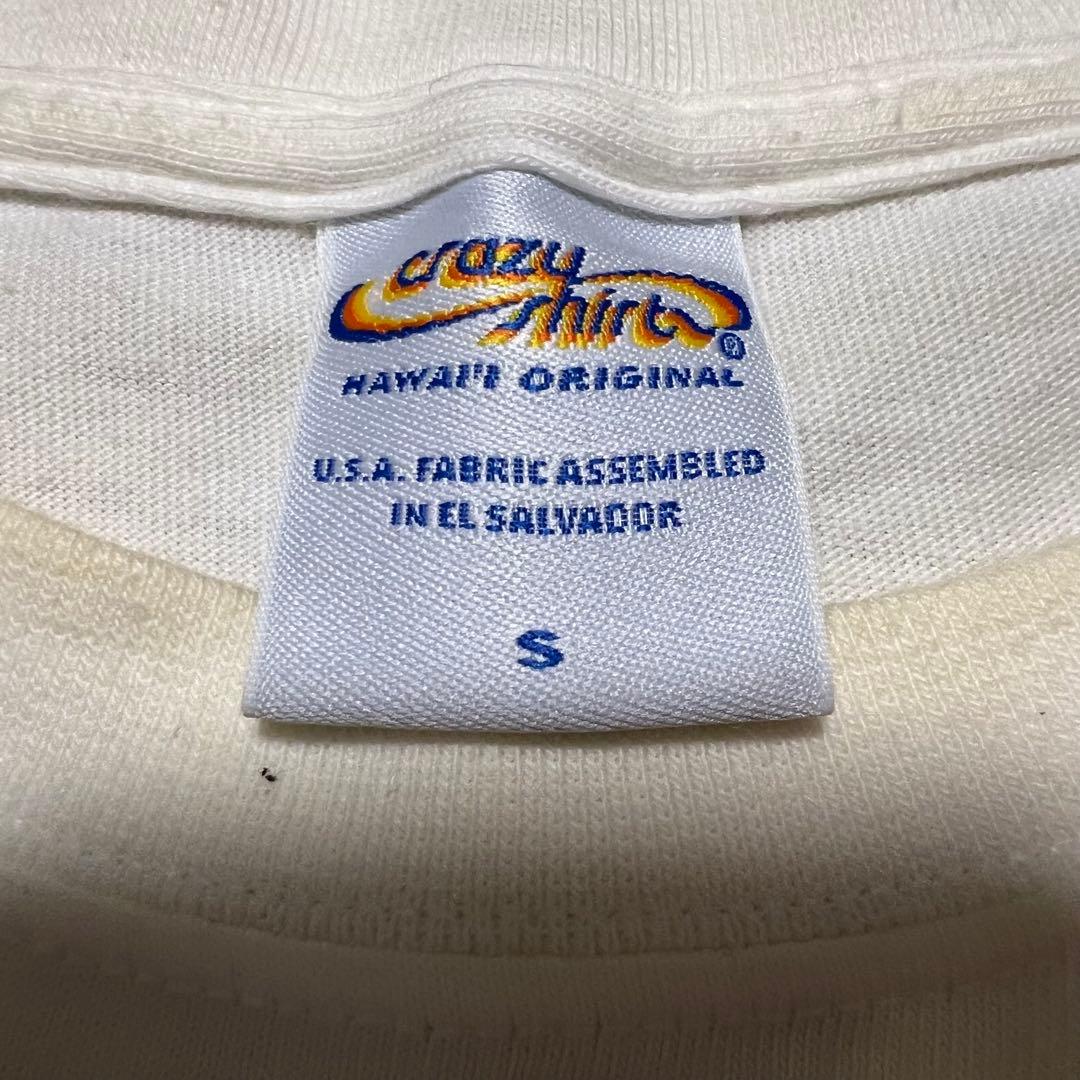 crazy
shirts®
HAWAI'I ORIGINAL
U.S.A. FABRIC ASSEMBLED
IN EL SALVADOR
S